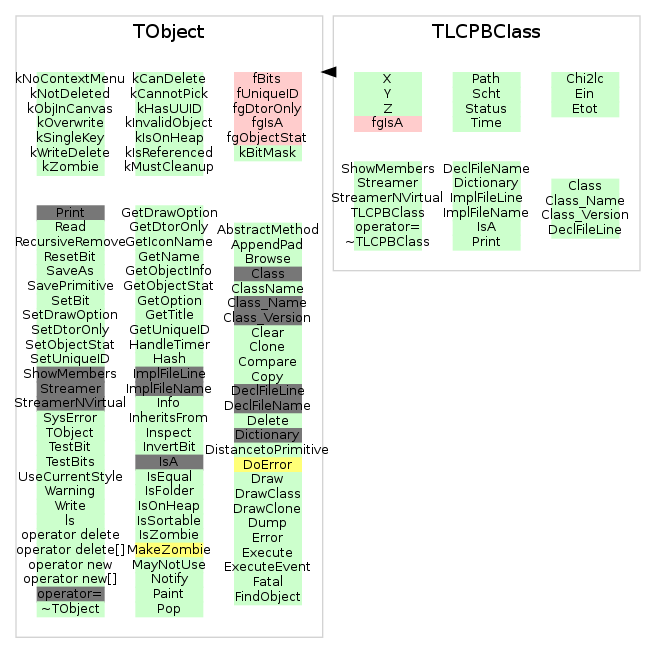 TObject
kNoContextMenu
kNotDeleted
kObjInCanvas
kOverwrite
kSingleKey
kWriteDelete
kZombie
kCanDelete
kCannotPick
kHasUUID
kInvalidObject
kIsOnHeap
kIsReferenced
kMustCleanup
fBits
fUniqueID
fgDtorOnly
fgIsA
fgObjectStat
kBitMask
Print
Read
RecursiveRemove
ResetBit
SaveAs
SavePrimitive
SetBit
SetDrawOption
SetDtorOnly
SetObjectStat
SetUniqueID
ShowMembers
Streamer
StreamerNVirtual
SysError
TObject
TestBit
TestBits
UseCurrentStyle
Warning
Write
ls
operator delete
operator delete[]
operator new
operator new[]
operator=
~TObject
GetDrawOption
GetDtorOnly
GetIconName
GetName
GetObjectInfo
GetObjectStat
GetOption
GetTitle
GetUniqueID
HandleTimer
Hash
ImplFileLine
ImplFileName
Info
InheritsFrom
Inspect
InvertBit
IsA
IsEqual
IsFolder
IsOnHeap
IsSortable
IsZombie
MakeZombie
MayNotUse
Notify
Paint
Pop
AbstractMethod
AppendPad
Browse
Class
ClassName
Class_Name
Class_Version
Clear
Clone
Compare
Copy
DeclFileLine
DeclFileName
Delete
Dictionary
DistancetoPrimitive
DoError
Draw
DrawClass
DrawClone
Dump
Error
Execute
ExecuteEvent
Fatal
FindObject
TLCPBClass
X
Y
Z
fgIsA
Path
Scht
Status
Time
Chi2lc
Ein
Etot
ShowMembers
Streamer
StreamerNVirtual
TLCPBClass
operator=
~TLCPBClass
DeclFileName
Dictionary
ImplFileLine
ImplFileName
IsA
Print
Class
Class_Name
Class_Version
DeclFileLine